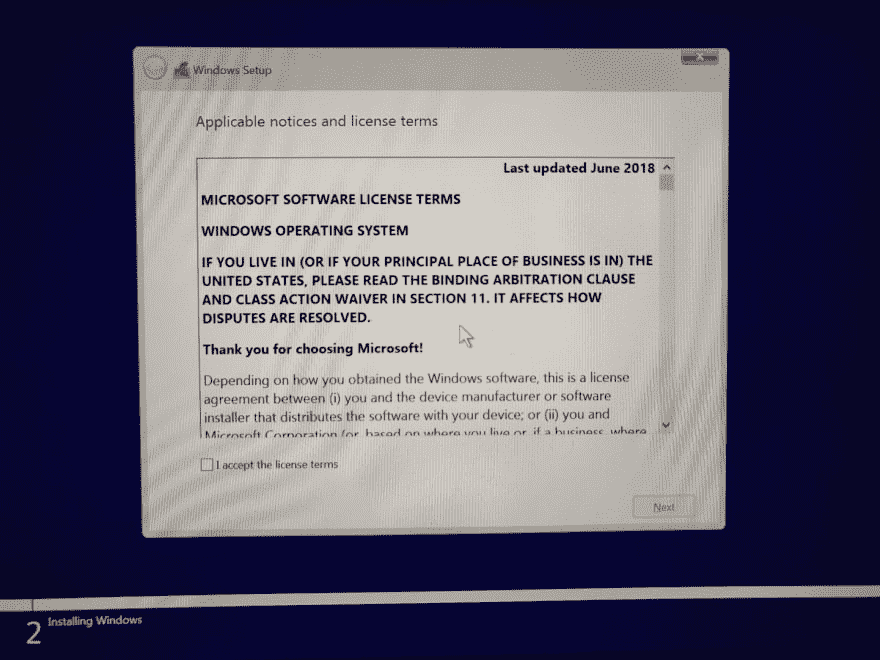 Windows Setup
Applicable notices and license terms
Last updated June 2018
MICROSOFT SOFTWARE LICENSE TERMS
WINDOWS OPERATING SYSTEM
IF YOU LIVE IN (OR IF YOUR PRINCIPAL PLACE OF BUSINESS IS IN) THE
UNITED STATES, PLEASE READ THE BINDING ARBITRATION CLAUSE
AND CLASS ACTION WAIVER IN SECTION 11. IT AFFECTS HOW
DISPUTES ARE RESOLVED.
Thank you for choosing Microsoft!
Depending on how you obtained the Windows software, this is a license
agreement between (i) you and the device manufacturer or software
installer that distributes the software with your device; or (ii) you and
Microsoft Corporation (or, based on where you live or, if a business, where
I accept the license terms
Next
2 Installing Windows